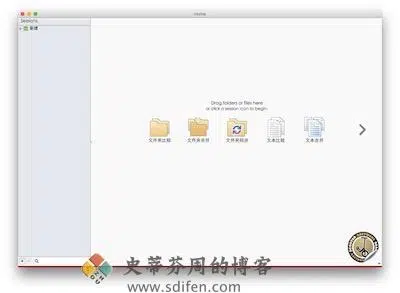 Home
Sessions
新建
Drag folders or files here
or click a session icon to begin:
文件夹比较
文件夹合并
文件夹同步
文本比较
文本合并
史蒂芬周的博客
www.sdifen.com